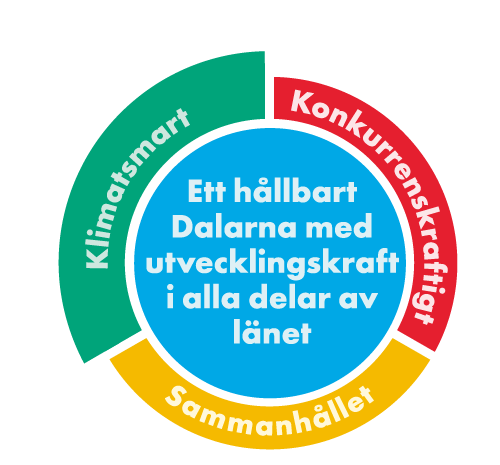 Klimatsmart
Konkurrenskraftigt
Ett hållbart
Dalarna med
utvecklingskraft
i alla delar av
länet
Sammanhållet